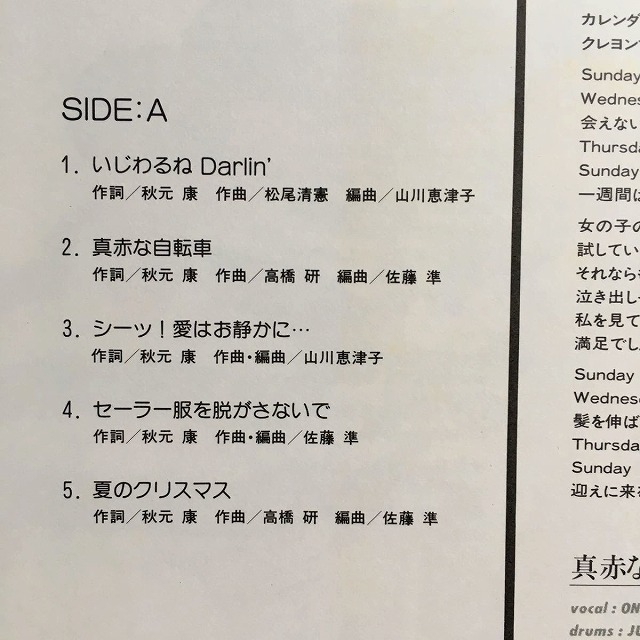 SIDE:A
1. いじわるね Darlin'
作詞／秋元 康　作曲／松尾清憲　編曲／山川恵津子
2. 真赤な自転車
作詞／秋元 康　作曲／高橋 研　編曲／佐藤 準
3. シーッ！愛はお静かに…
作詞／秋元 康　作曲・編曲／山川恵津子
4. セーラー服を脱がさないで
作詞／秋元 康　作曲・編曲／佐藤 準
5. 夏のクリスマス
作詞／秋元 康　作曲／高橋 研　編曲／佐藤 準
カレンダ
クレヨン
Sunday
Wednes
会えない
Thursda
Sunday
一週間は
女の子の
試してい
それなら
泣き出し
私を見て
満足でし
Sunday
Wednesd
髪を伸ば
Thursda
Sunday
迎えに来
真赤な
vocal : ON
drums : JU